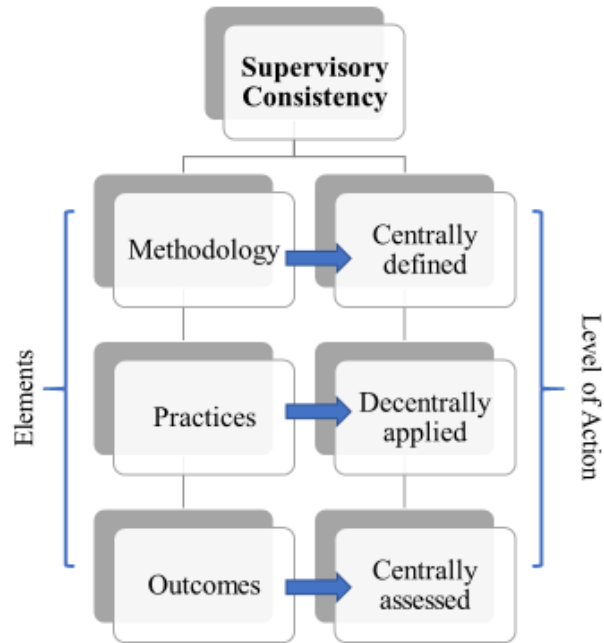 Supervisory
Consistency
Methodology
Centrally
defined
Practices
Decentrally
applied
Outcomes
Centrally
assessed
Elements
Level of Action